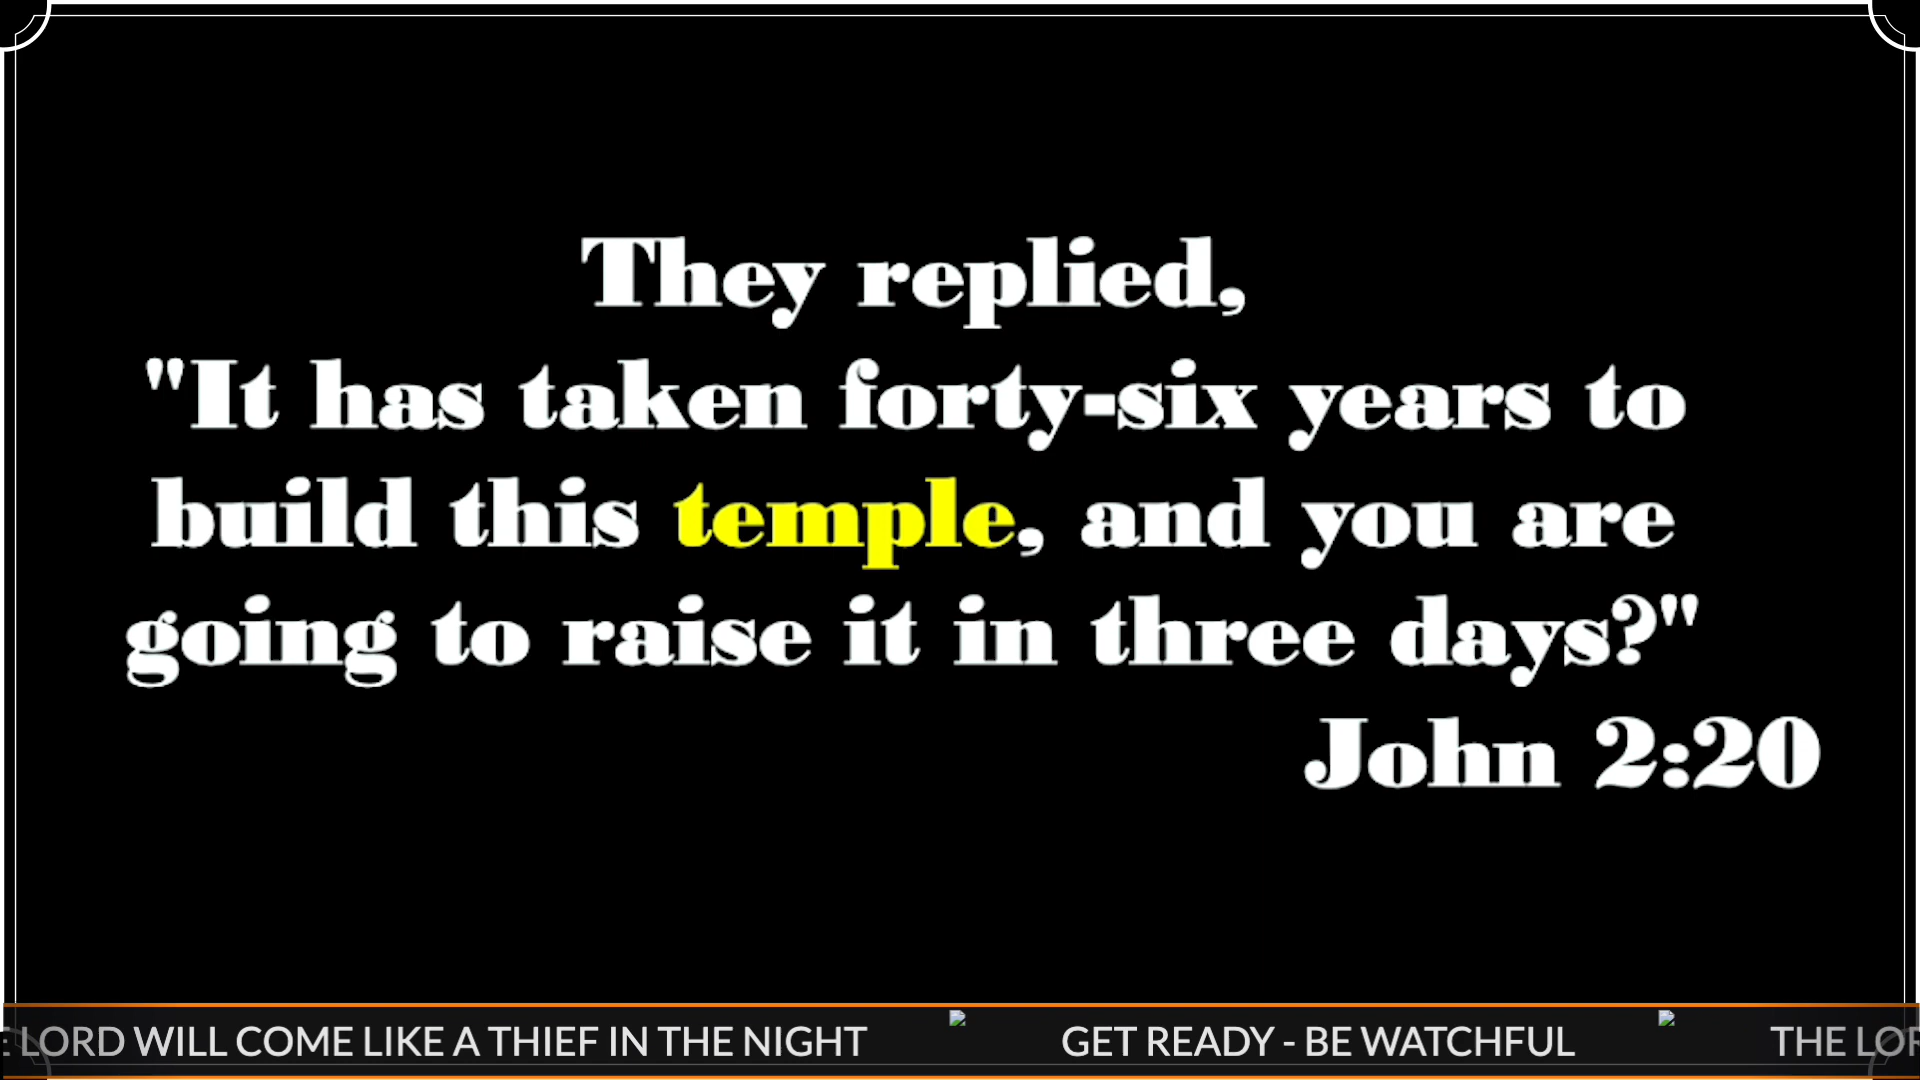 They replied,
"It has taken forty-six years to
build this temple, and you are
going to raise it in three days?"
John 2:20
LORD WILL COME LIKE A THIEF IN THE NIGHT GET READY - BE WATCHFUL THE